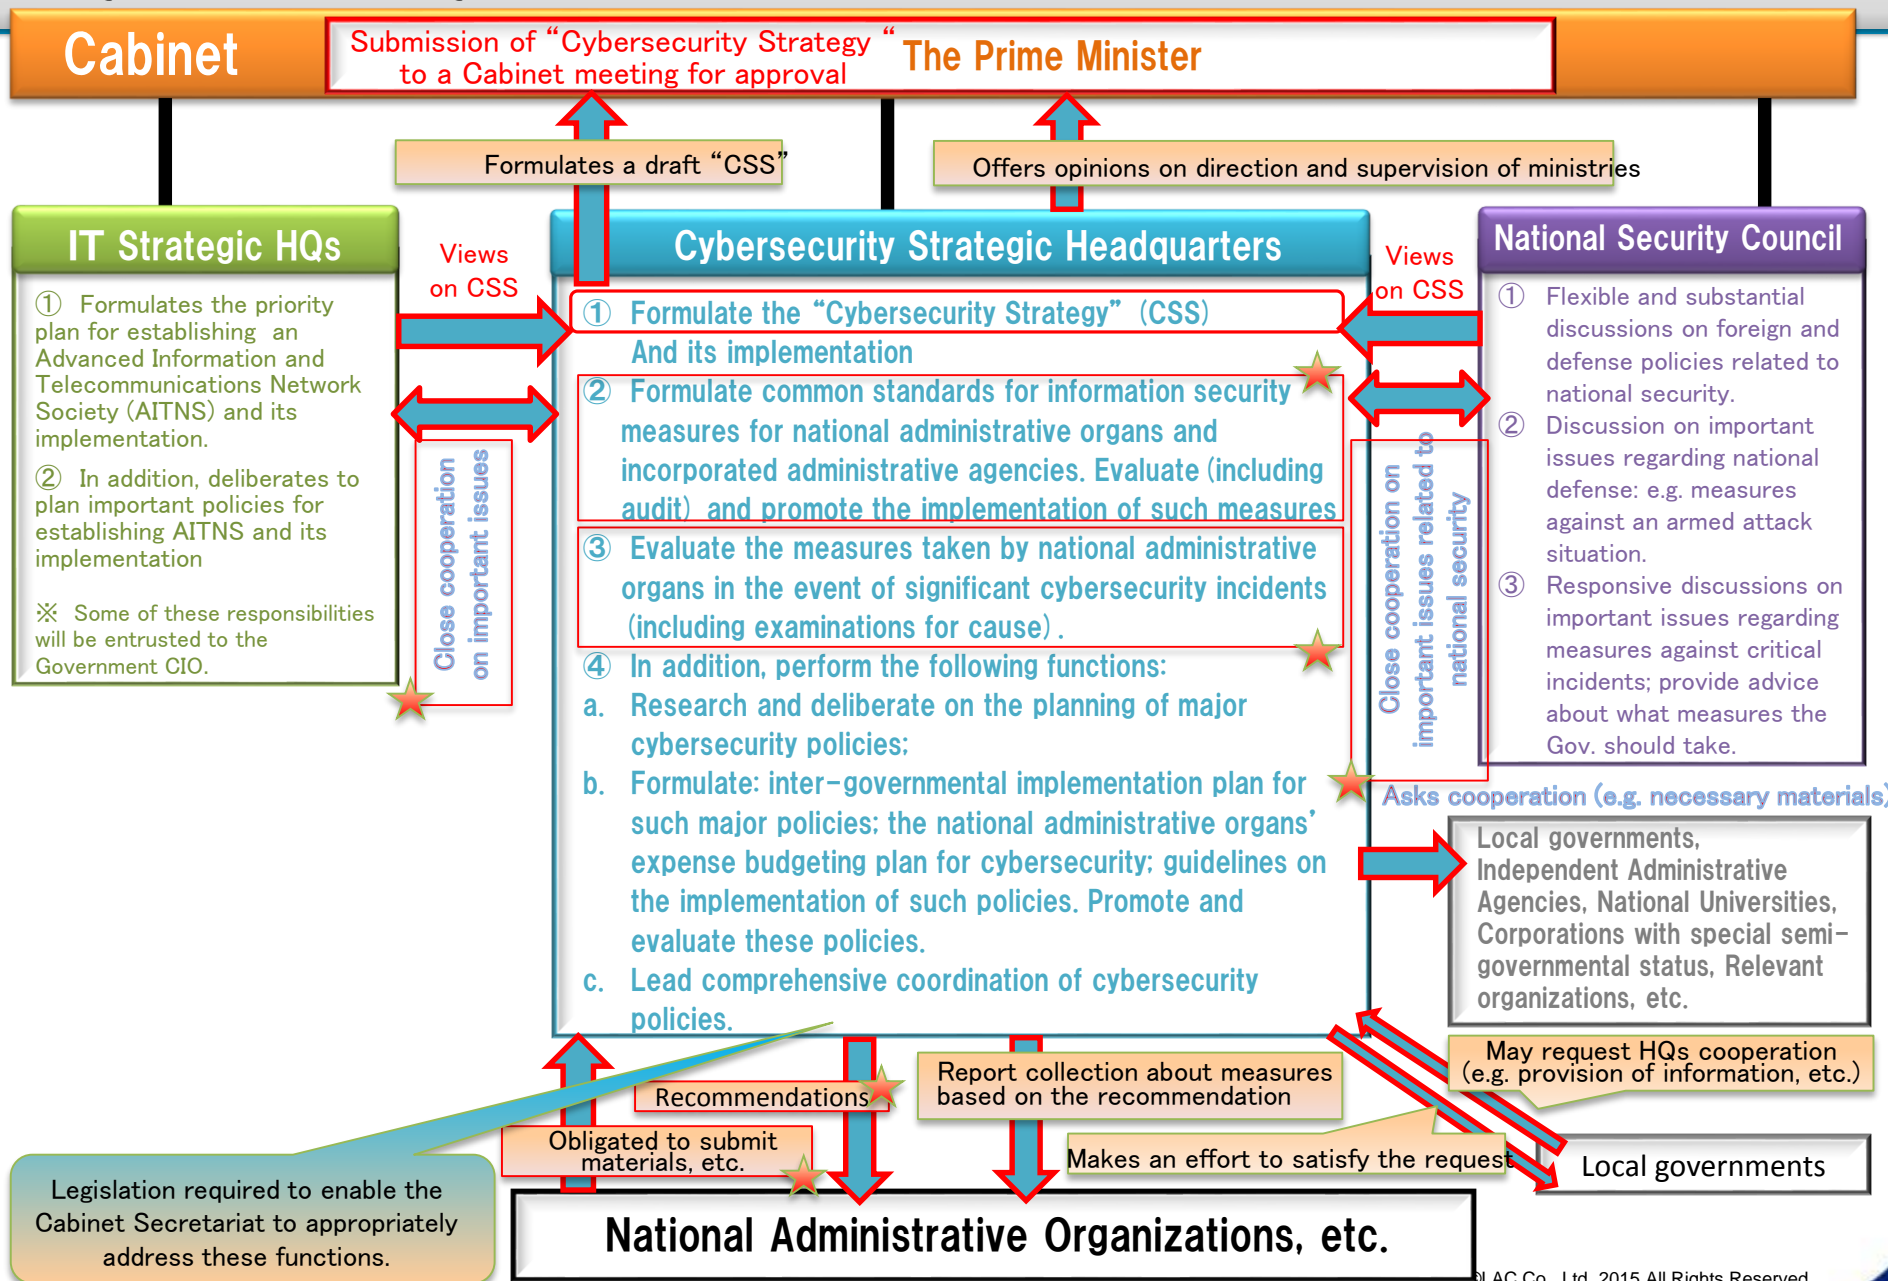 Cabinet
Submission of “Cybersecurity Strategy “
to a Cabinet meeting for approval
The Prime Minister
Formulates a draft “CSS”
Offers opinions on direction and supervision of ministries
IT Strategic HQs
① Formulates the priority
plan for establishing an
Advanced Information and
Telecommunications Network
Society (AITNS) and its
implementation.
② In addition, deliberates to
plan important policies for
establishing AITNS and its
implementation
※ Some of these responsibilities
will be entrusted to the
Government CIO.
Views
on CSS
Close cooperation
on important issues
Cybersecurity Strategic Headquarters
① Formulate the “Cybersecurity Strategy” (CSS)
And its implementation
② Formulate common standards for information security
measures for national administrative organs and
incorporated administrative agencies. Evaluate (including
audit) and promote the implementation of such measures
③ Evaluate the measures taken by national administrative
organs in the event of significant cybersecurity incidents
(including examinations for cause).
④ In addition, perform the following functions:
a. Research and deliberate on the planning of major
cybersecurity policies;
b. Formulate: inter-governmental implementation plan for
such major policies; the national administrative organs’
expense budgeting plan for cybersecurity; guidelines on
the implementation of such policies. Promote and
evaluate these policies.
c. Lead comprehensive coordination of cybersecurity
policies.
Views
on CSS
Close cooperation on
important issues related to
national security
National Security Council
① Flexible and substantial
discussions on foreign and
defense policies related to
national security.
② Discussion on important
issues regarding national
defense: e.g. measures
against an armed attack
situation.
③ Responsive discussions on
important issues regarding
measures against critical
incidents; provide advice
about what measures the
Gov. should take.
Asks cooperation (e.g. necessary materials)
Local governments,
Independent Administrative
Agencies, National Universities,
Corporations with special semi-
governmental status, Relevant
organizations, etc.
May request HQs cooperation
(e.g. provision of information, etc.)
Recommendations
Report collection about measures
based on the recommendation
Obligated to submit
materials, etc.
Makes an effort to satisfy the request
Local governments
Legislation required to enable the
Cabinet Secretariat to appropriately
address these functions.
National Administrative Organizations, etc.
LAC Co., Ltd. 2015 All Rights Reserved